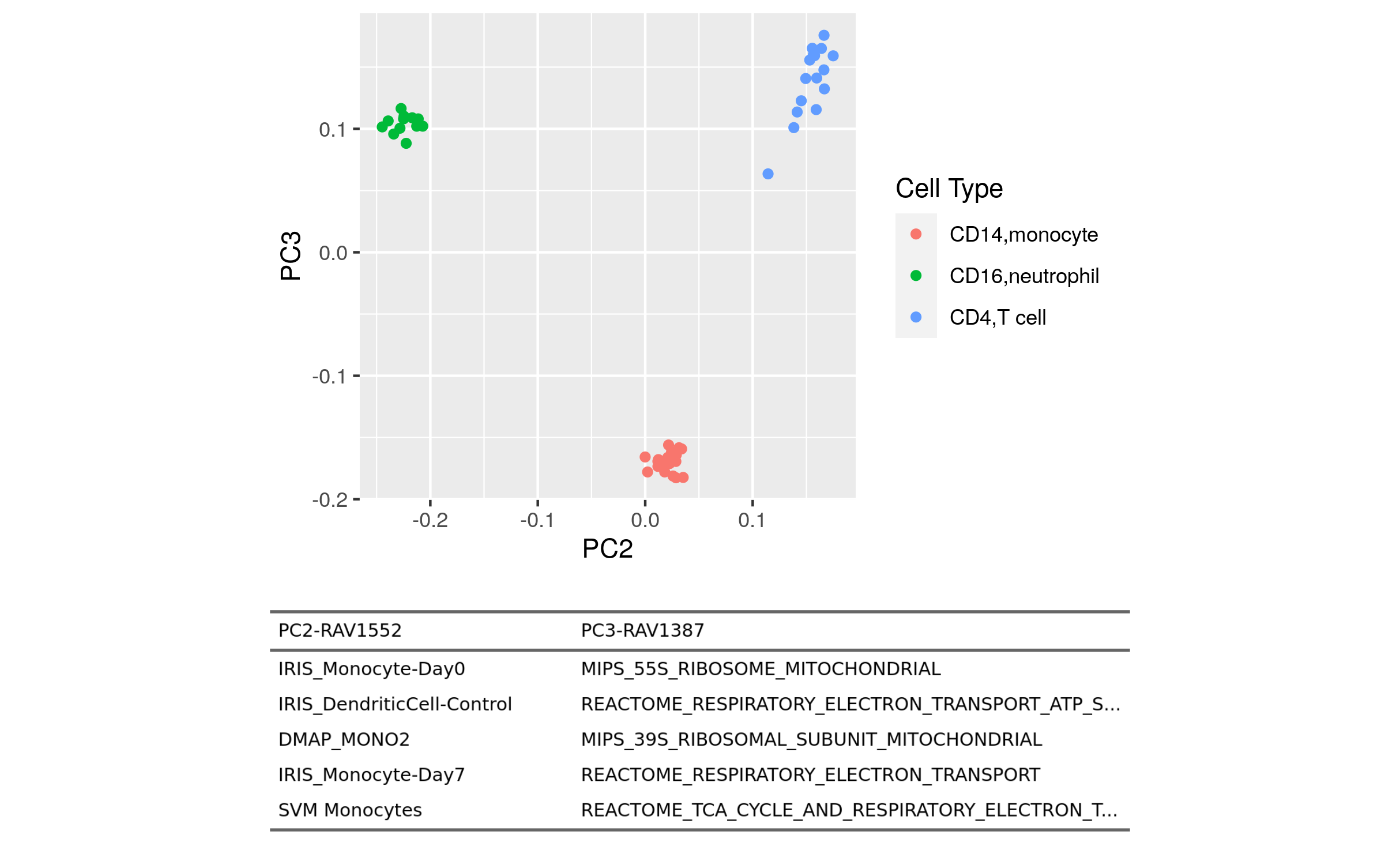 0.1
0.0
-0.1
-0.2
PC3
-0.2
-0.1
0.0
0.1
PC2
Cell Type
CD14,monocyte
CD16,neutrophil
CD4,T cell
PC2-RAV1552 PC3-RAV1387
IRIS_Monocyte-Day0 MIPS_55S_RIBOSOME_MITOCHONDRIAL
IRIS_DendriticCell-Control REACTOME_RESPIRATORY_ELECTRON_TRANSPORT_ATP_S...
DMAP_MONO2 MIPS_39S_RIBOSOMAL_SUBUNIT_MITOCHONDRIAL
IRIS_Monocyte-Day7 REACTOME_RESPIRATORY_ELECTRON_TRANSPORT
SVM Monocytes REACTOME_TCA_CYCLE_AND_RESPIRATORY_ELECTRON_T...